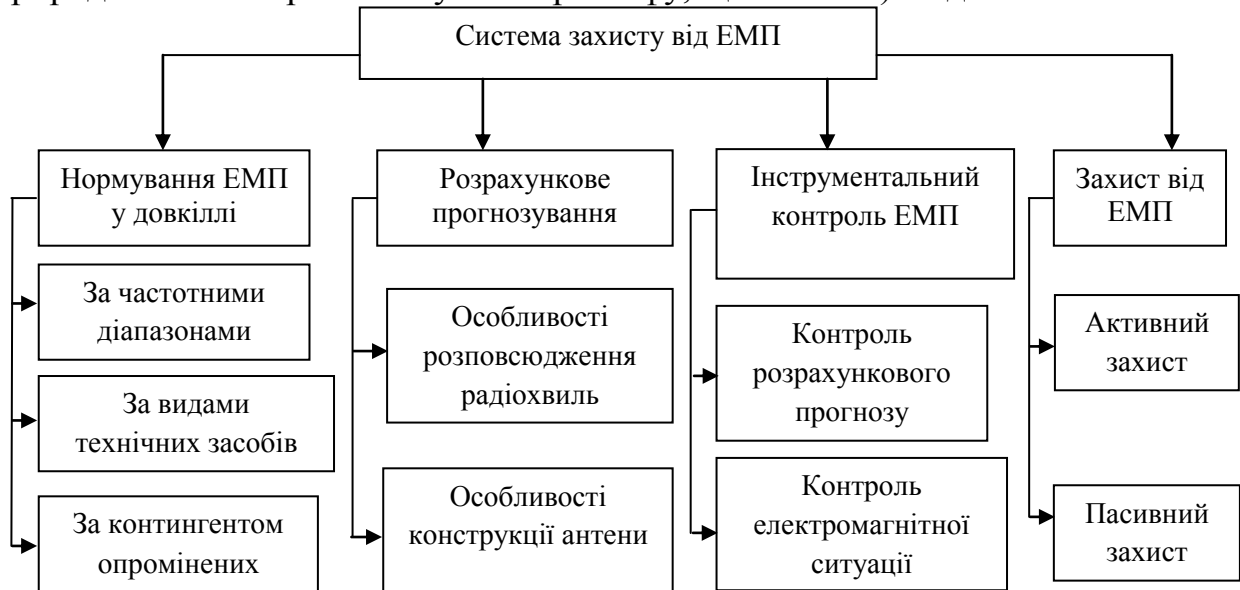 Система захисту від ЕМП
Нормування ЕМП
у довкіллі
За частотними
діапазонами
За видами
технічних засобів
За контингентом
опромінених
Розрахункове
прогнозування
Особливості
розповсюдження
радіохвиль
Особливості
конструкції антени
Інструментальний
контроль ЕМП
Контроль
розрахункового
прогнозу
Контроль
електромагнітної
ситуації
Захист від
ЕМП
Активний
захист
Пасивний
захист